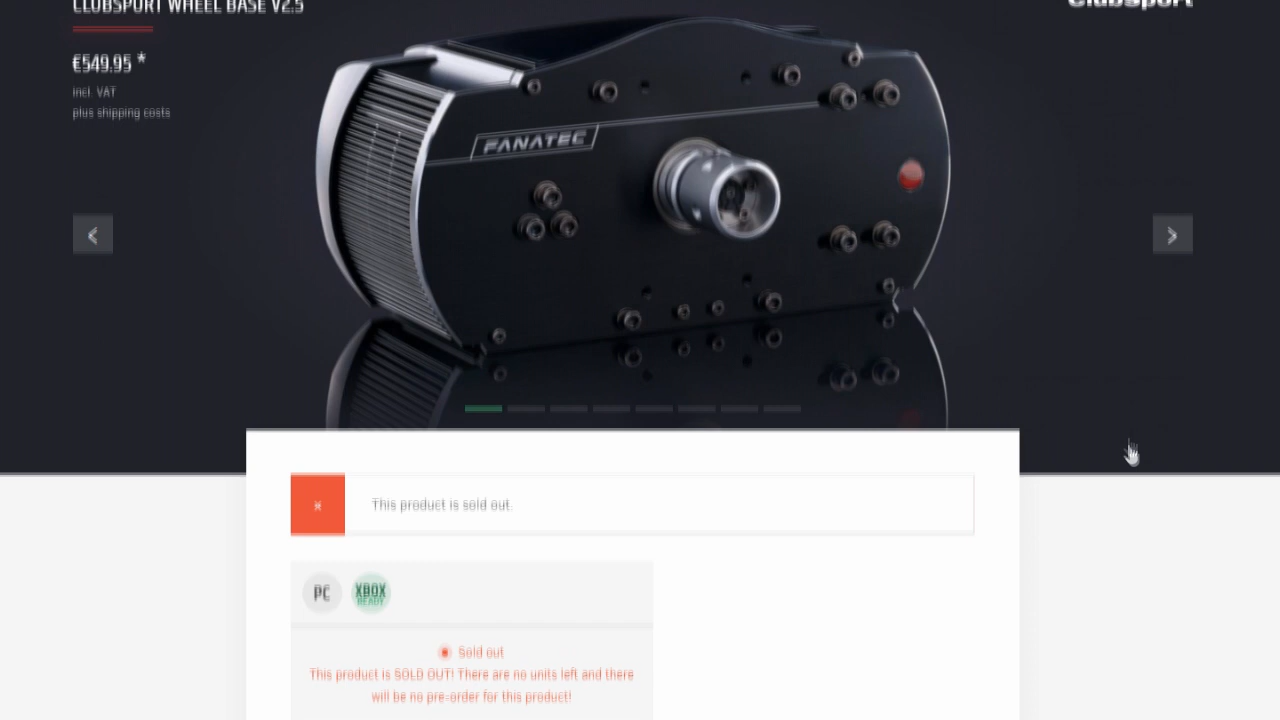 CLUBSPORT WHEEL BASE V2.5
ClubSport
€549.95 *
incl. VAT
plus shipping costs
FANATEC
This product is sold out.
PC
XBOX
READY
Sold out
This product is SOLD OUT! There are no units left and there
will be no pre-order for this product!